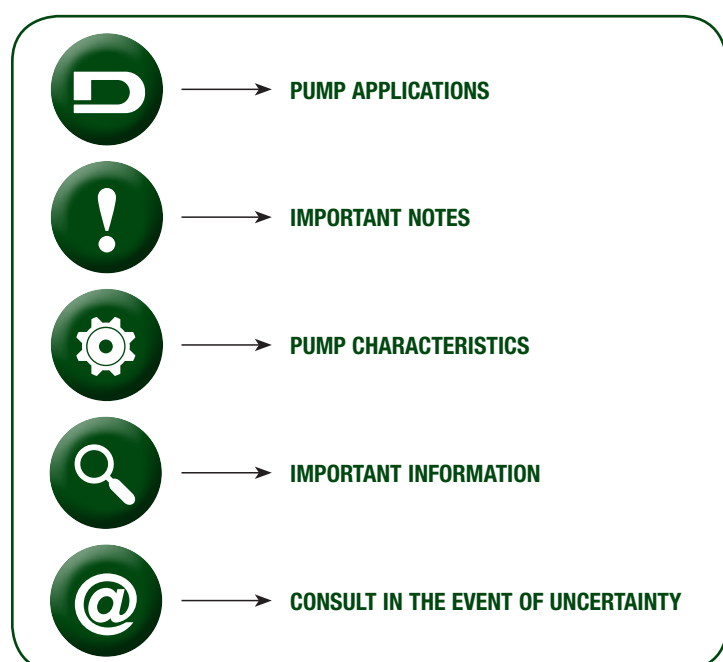 D
PUMP APPLICATIONS
!
IMPORTANT NOTES
PUMP CHARACTERISTICS
IMPORTANT INFORMATION
@
CONSULT IN THE EVENT OF UNCERTAINTY